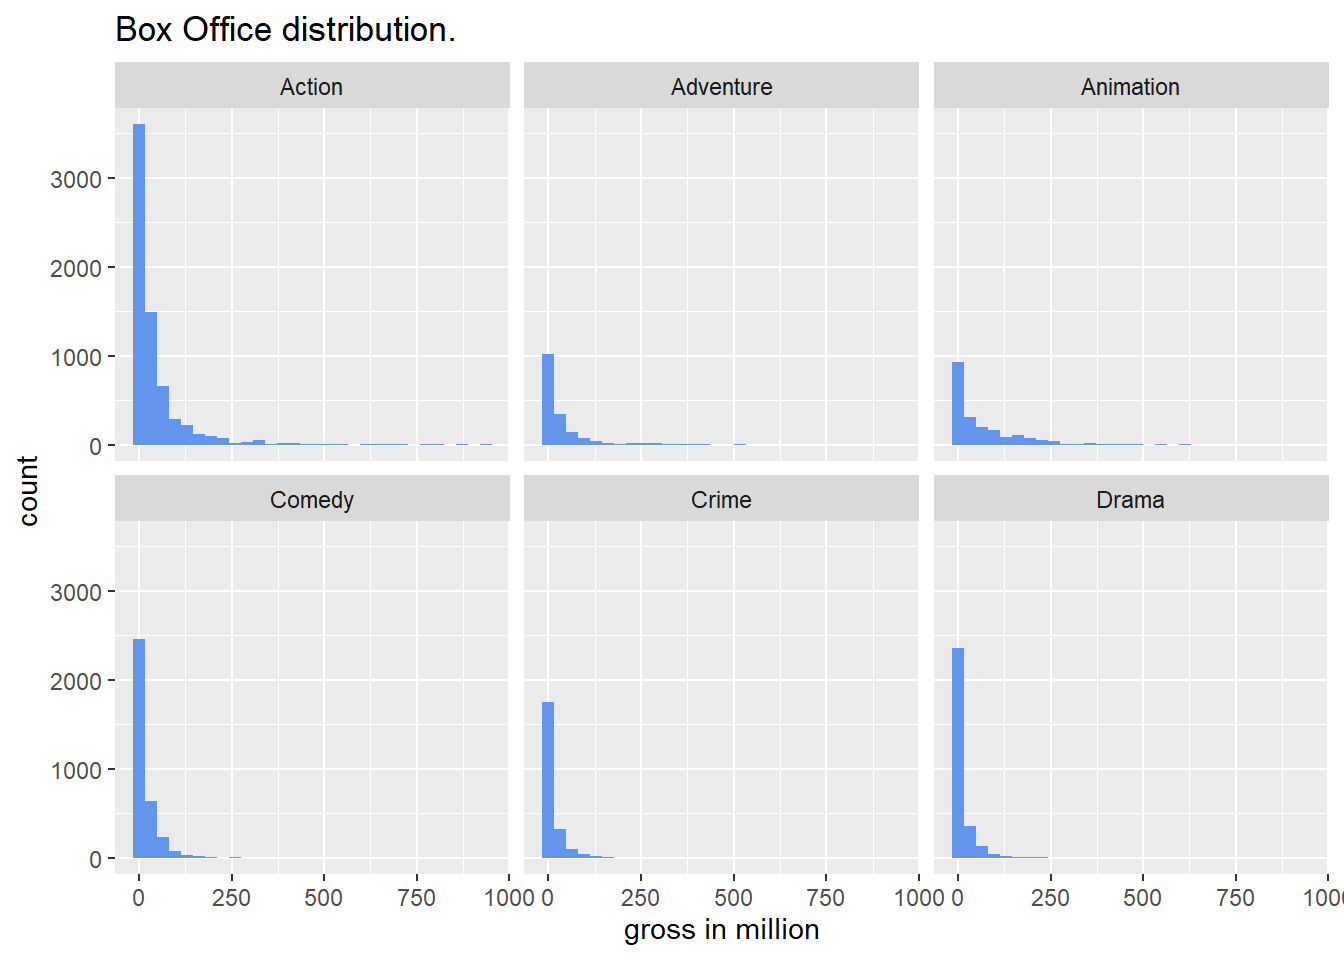 Box Office distribution.
Action Adventure Animation
3000
2000
1000
0
count
Comedy Crime Drama
3000
2000
1000
0
0 250 500 750 1000 0 250 500 750 1000 0 250 500 750 100
gross in million